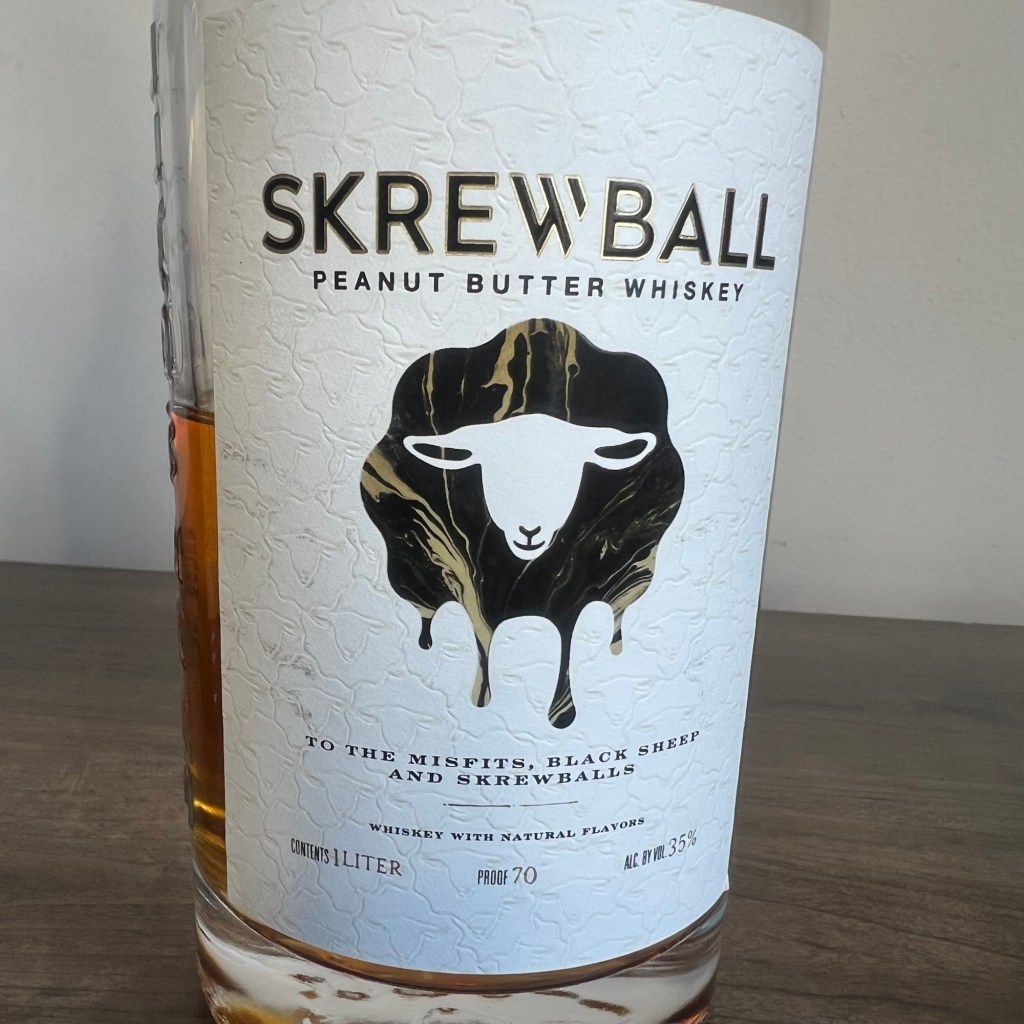 SKREWBALL
PEANUT BUTTER WHISKEY
TO THE MISFITS, BLACK SHEEP
AND SKREWBALLS
WHISKEY WITH NATURAL FLAVORS
CONTENTS 1 LITER PROOF 70 ALC. BY VOL. 35%